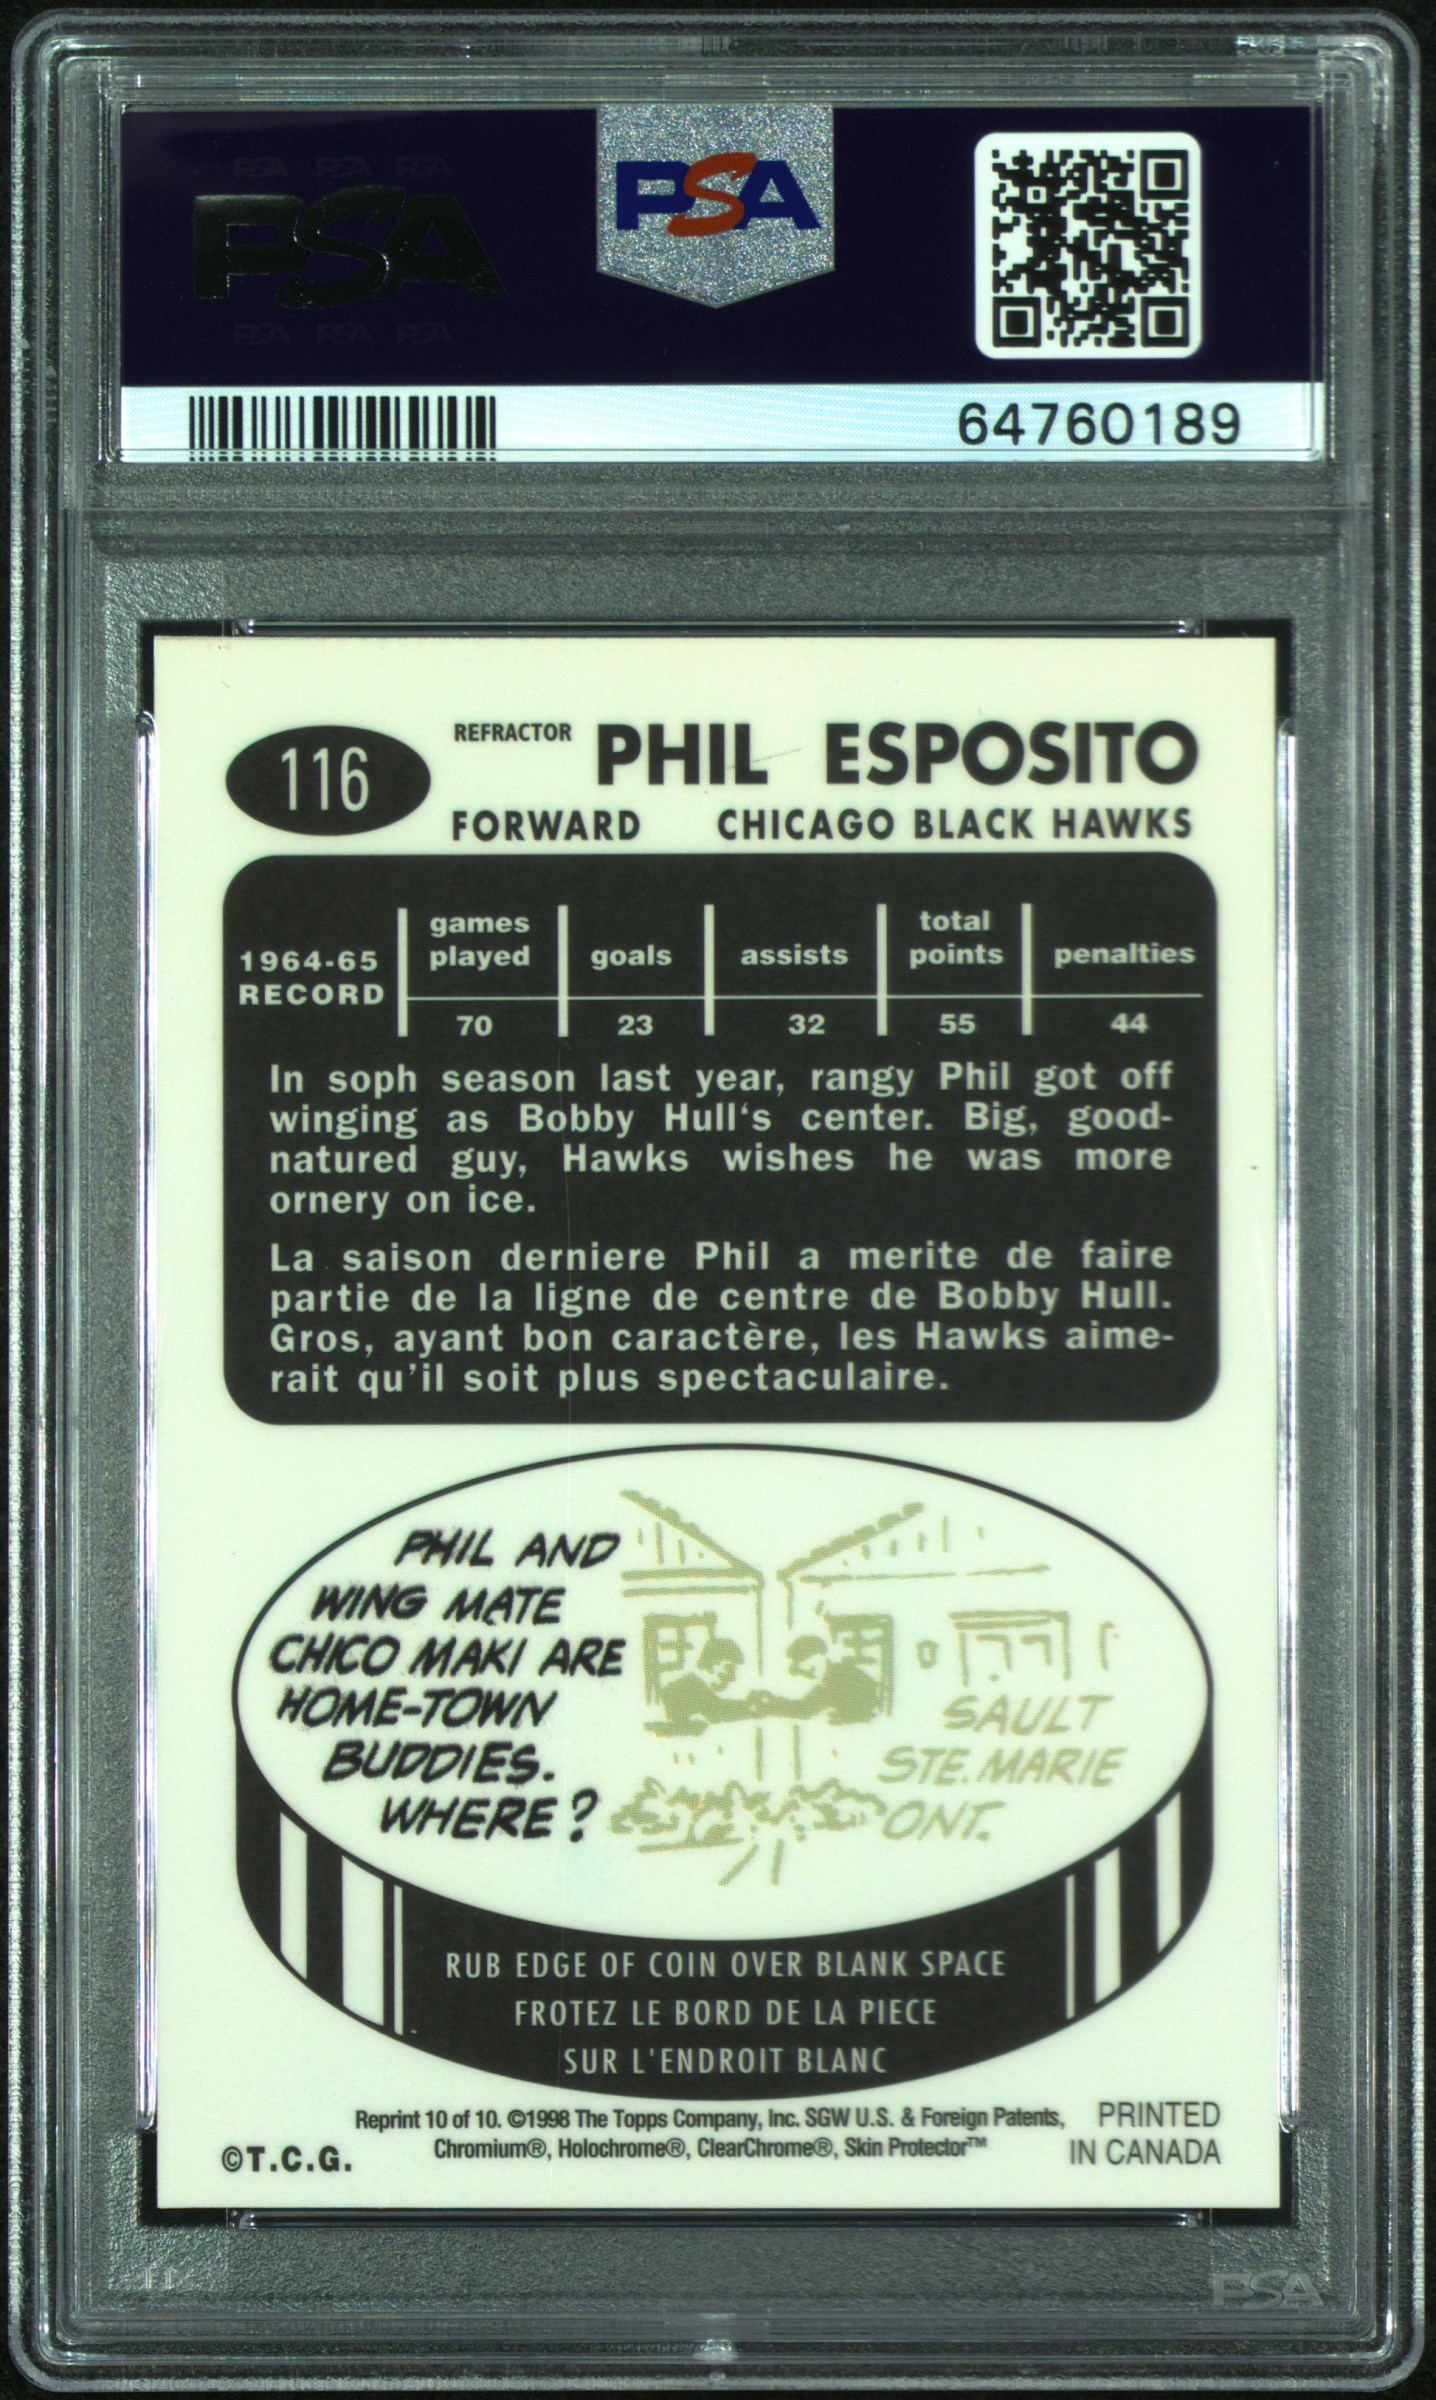 PSA PSA PSA
PSA
PSA PSA PSA
PSA
64760189
116
REFRACTOR
PHIL ESPOSITO
FORWARD CHICAGO BLACK HAWKS
1964-65 RECORD games played goals assists total points penalties
70 23 32 55 44
In soph season last year, rangy Phil got off
winging as Bobby Hull‘s center. Big, good-
natured guy, Hawks wishes he was more
ornery on ice.
La saison derniere Phil a merite de faire
partie de la ligne de centre de Bobby Hull.
Gros, ayant bon caractère, les Hawks aime-
rait qu’il soit plus spectaculaire.
PHIL AND
WING MATE
CHICO MAKI ARE
HOME-TOWN
BUDDIES.
WHERE?
SAULT
STE. MARIE
ONT.
RUB EDGE OF COIN OVER BLANK SPACE
FROTEZ LE BORD DE LA PIECE
SUR L'ENDROIT BLANC
Reprint 10 of 10. ©1998 The Topps Company, Inc. SGW U.S. & Foreign Patents,
Chromium®, Holochrome®, ClearChrome®, Skin Protector™
©T.C.G.
PRINTED
IN CANADA
PSA